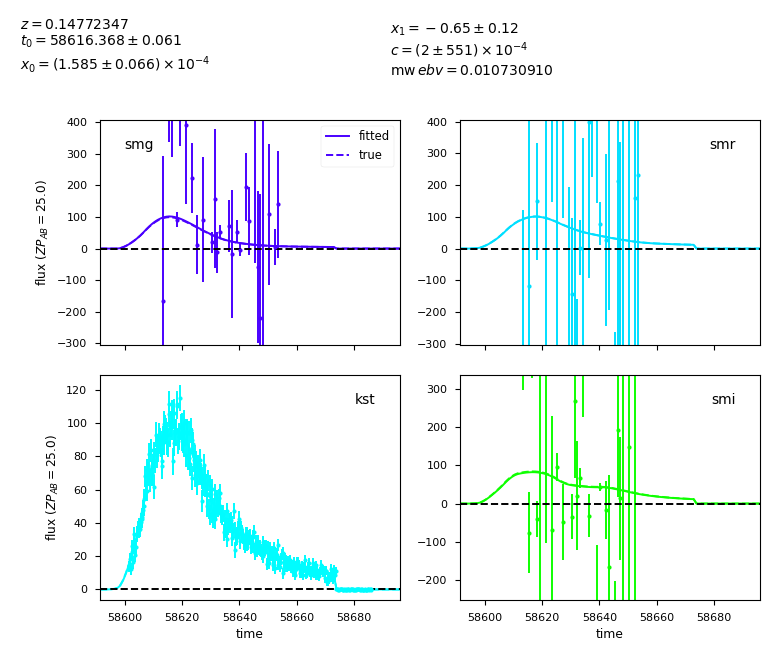 z = 0.14772347
t₀ = 58616.368 ± 0.061
x₀ = (1.585 ± 0.066) × 10⁻⁴
x₁ = −0.65 ± 0.12
c = (2 ± 551) × 10⁻⁴
mw ebv = 0.010730910
400
300
200
100
0
−100
−200
−300
flux (ZP_AB = 25.0)
smg
fitted
true
400
300
200
100
0
−100
−200
−300
smr
120
100
80
60
40
20
0
flux (ZP_AB = 25.0)
kst
58600
58620
58640
58660
58680
time
300
200
100
0
−100
−200
smi
58600
58620
58640
58660
58680
time